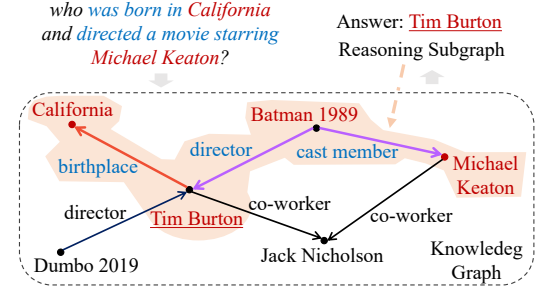 who was born in California
and directed a movie starring
Michael Keaton?
Answer: Tim Burton
Reasoning Subgraph
California
Batman 1989
birthplace
director
cast member
Michael
Keaton
director
Tim Burton
co-worker
co-worker
Dumbo 2019
Jack Nicholson
Knowledeg
Graph